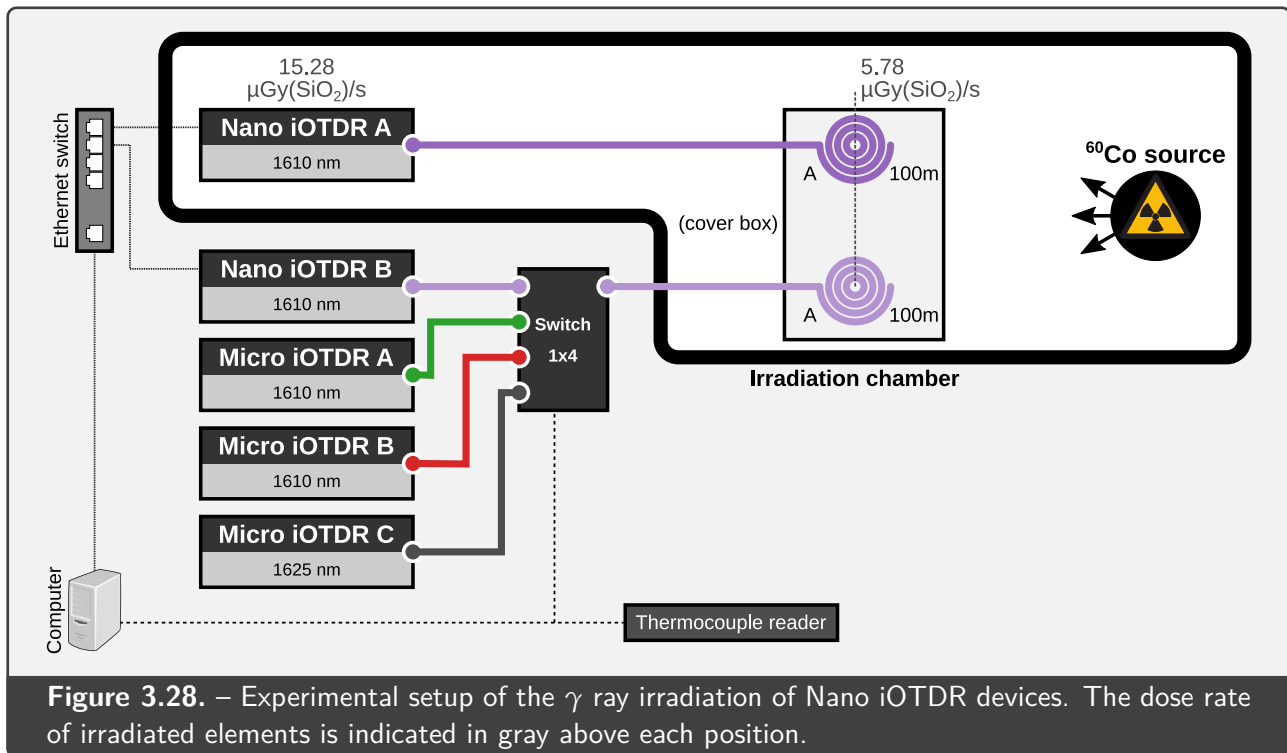 15.28
µGy(SiO₂)/s
5.78
µGy(SiO₂)/s
Ethernet switch
Nano iOTDR A
1610 nm
A
100m
⁶⁰Co source
(cover box)
Nano iOTDR B
1610 nm
Switch
1x4
A
100m
Micro iOTDR A
1610 nm
Irradiation chamber
Micro iOTDR B
1610 nm
Micro iOTDR C
1625 nm
Computer
Thermocouple reader
Figure 3.28. – Experimental setup of the γ ray irradiation of Nano iOTDR devices. The dose rate
of irradiated elements is indicated in gray above each position.